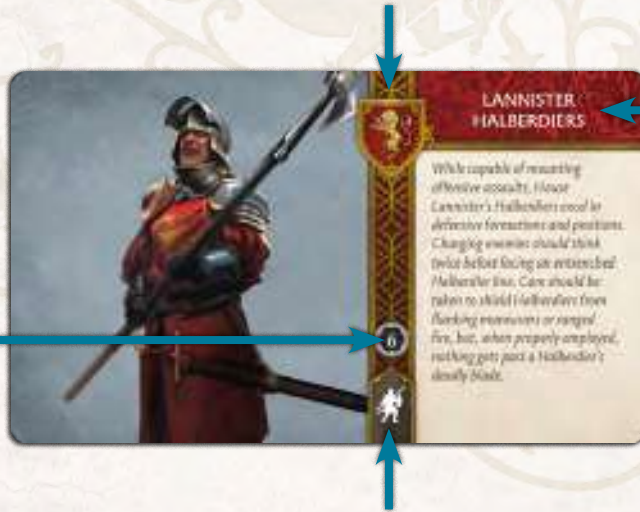 LANNISTER
HALBERDIERS
While capable of mounting
offensive assaults, House
Lannister's Halberdiers excel in
defensive formations and positions.
Charging enemies should think
twice before facing an entrenched
Halberdier line. Care should be
taken to shield Halberdiers from
flanking maneuvers or ranged
fire, but, when properly employed,
nothing gets past a Halberdier's
deadly blade.
6